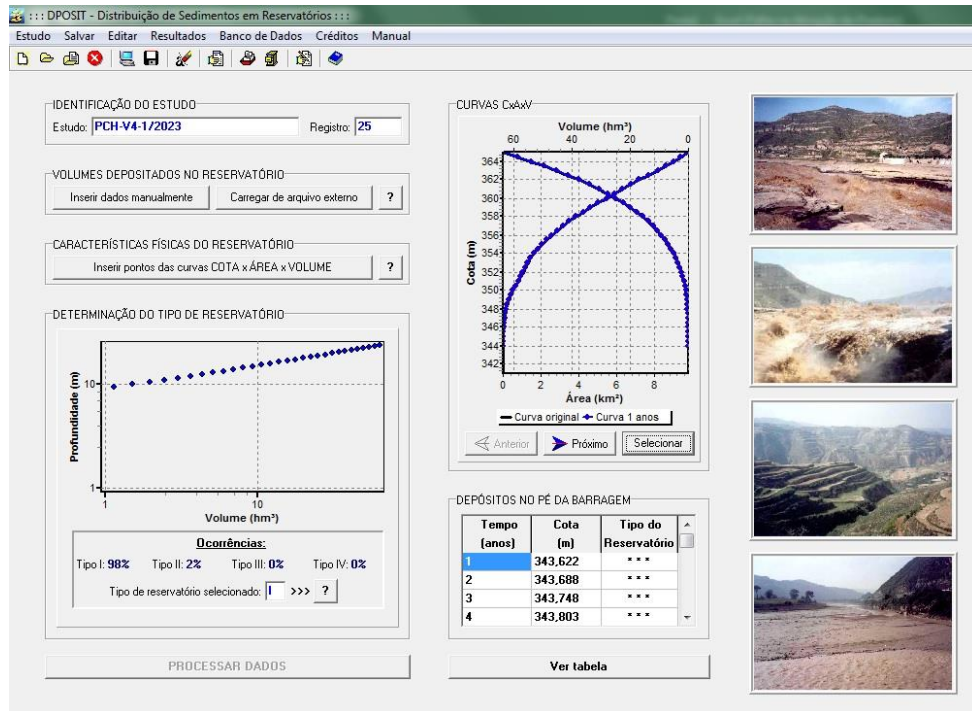 ::: DPOSIT - Distribuição de Sedimentos em Reservatórios :::
Estudo Salvar Editar Resultados Banco de Dados Créditos Manual
IDENTIFICAÇÃO DO ESTUDO
Estudo: PCH-V4-1/2023 Registro: 25
VOLUMES DEPOSITADOS NO RESERVATÓRIO
Inserir dados manualmente Carregar de arquivo externo ?
CARACTERÍSTICAS FÍSICAS DO RESERVATÓRIO
Inserir pontos das curvas COTA x ÁREA x VOLUME ?
DETERMINAÇÃO DO TIPO DE RESERVATÓRIO
Profundidade (m)
10
1
1 10
Volume (hm³)
Ocorrências:
Tipo I: 98% Tipo II: 2% Tipo III: 0% Tipo IV: 0%
Tipo de reservatório selecionado: I >>> ?
PROCESSAR DADOS
CURVAS CxAxV
Volume (hm³)
60 40 20 0
Cota (m)
364
362
360
358
356
354
352
350
348
346
344
342
0 2 4 6 8
Área (km²)
Curva original Curva 1 anos
Anterior Próximo Selecionar
DEPÓSITOS NO PÉ DA BARRAGEM
Tempo (anos) Cota (m) Tipo do Reservatório
1 343,622 * * *
2 343,688 * * *
3 343,748 * * *
4 343,803 * * *
Ver tabela